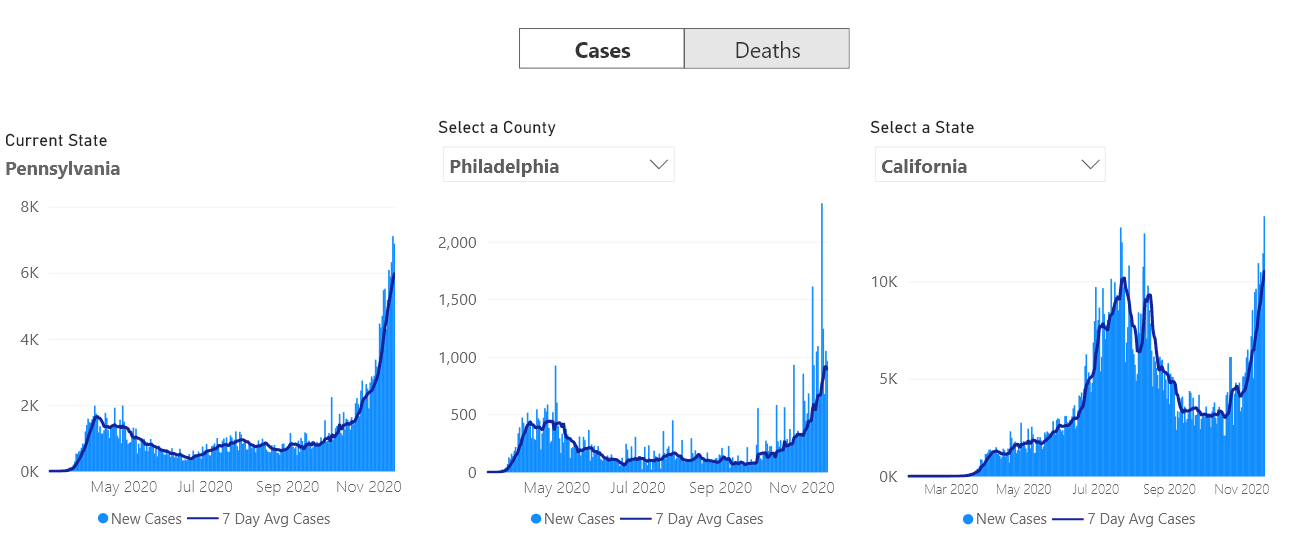 Cases
Deaths
Current State
Pennsylvania
8K
6K
4K
2K
0K
May 2020 Jul 2020 Sep 2020 Nov 2020
New Cases 7 Day Avg Cases
Select a County
Philadelphia
2,000
1,500
1,000
500
0
May 2020 Jul 2020 Sep 2020 Nov 2020
New Cases 7 Day Avg Cases
Select a State
California
10K
5K
0K
Mar 2020 May 2020 Jul 2020 Sep 2020 Nov 2020
New Cases 7 Day Avg Cases